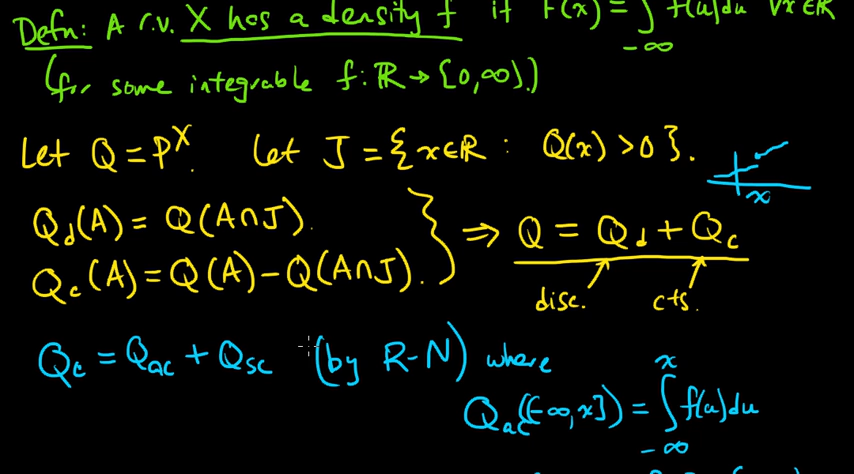 Defn: A r.v. X has a density f if F(x) = ∫_{-∞} f(u)du ∀x∈ℝ
(for some integrable f: ℝ → [0,∞).)
Let Q = P^X. Let J = {x∈ℝ : Q(x) > 0}.
x
Q_d(A) = Q(A∩J).
Q_c(A) = Q(A) − Q(A∩J).
} ⇒ Q = Q_d + Q_c
disc. cts.
Q_c = Q_ac + Q_sc (by R-N) where
Q_ac((-∞,x]) = ∫_{-∞}^{x} f(u)du